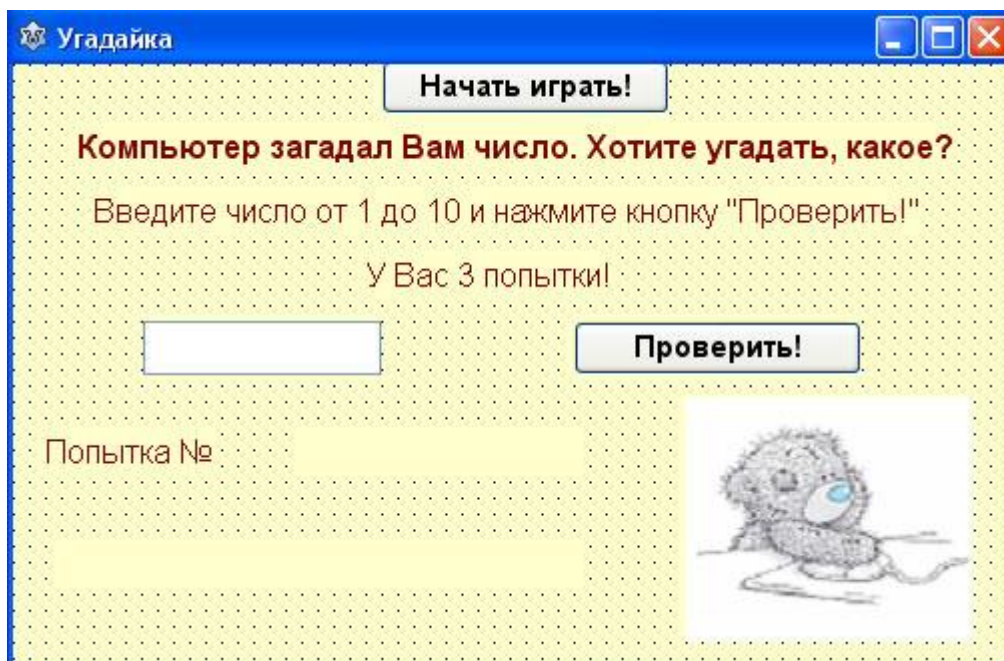 Угадайка
Начать играть!
Компьютер загадал Вам число. Хотите угадать, какое?
Введите число от 1 до 10 и нажмите кнопку "Проверить!"
У Вас 3 попытки!
Проверить!
Попытка №